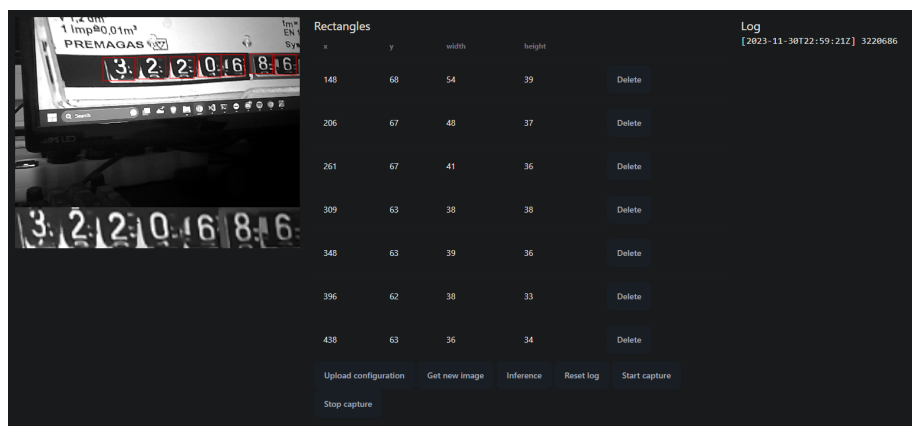 1 Imp≙0,01m³
EN
PREMAGAS
3 2 2 0 6 , 8 6
Search
3 2 2 0 6 8 6
Rectangles
x y width height
148 68 54 39 Delete
206 67 48 37 Delete
261 67 41 36 Delete
309 63 38 38 Delete
348 63 39 36 Delete
396 62 38 33 Delete
438 63 36 34 Delete
Upload configuration Get new image Inference Reset log Start capture
Stop capture
Log
[2023-11-30T22:59:21Z] 3220686